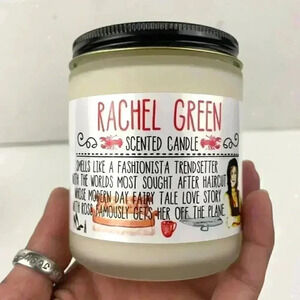 RACHEL GREEN
SCENTED CANDLE
SMELLS LIKE A FASHIONISTA TRENDSETTER
WITH THE WORLDS MOST SOUGHT AFTER HAIRCUT
WHOSE MODERN DAY FAIRY TALE LOVE STORY
ROSS FAMOUSLY GETS HER OFF THE PLANE